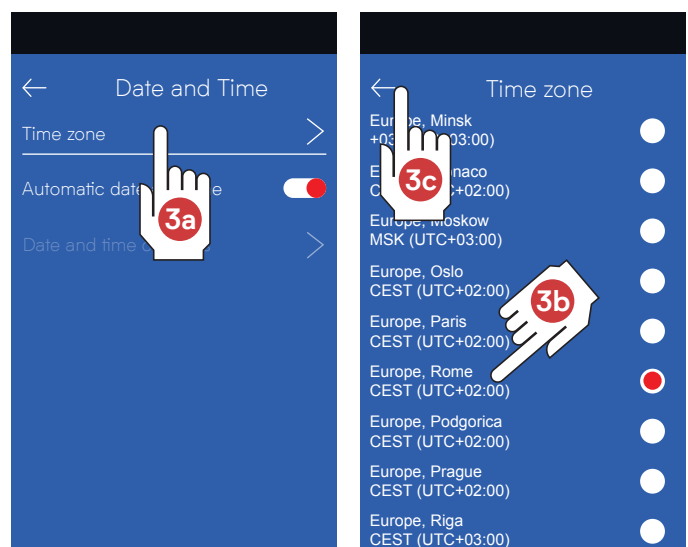 Date and Time
Time zone
Automatic date e
3a
Date and time
Time zone
Europe, Minsk
+03 03:00)
3c
naco
+02:00)
Europe, Moskow
MSK (UTC+03:00)
Europe, Oslo
CEST (UTC+02:00)
3b
Europe, Paris
CEST (UTC+02:00)
Europe, Rome
CEST (UTC+02:00)
Europe, Podgorica
CEST (UTC+02:00)
Europe, Prague
CEST (UTC+02:00)
Europe, Riga
CEST (UTC+03:00)